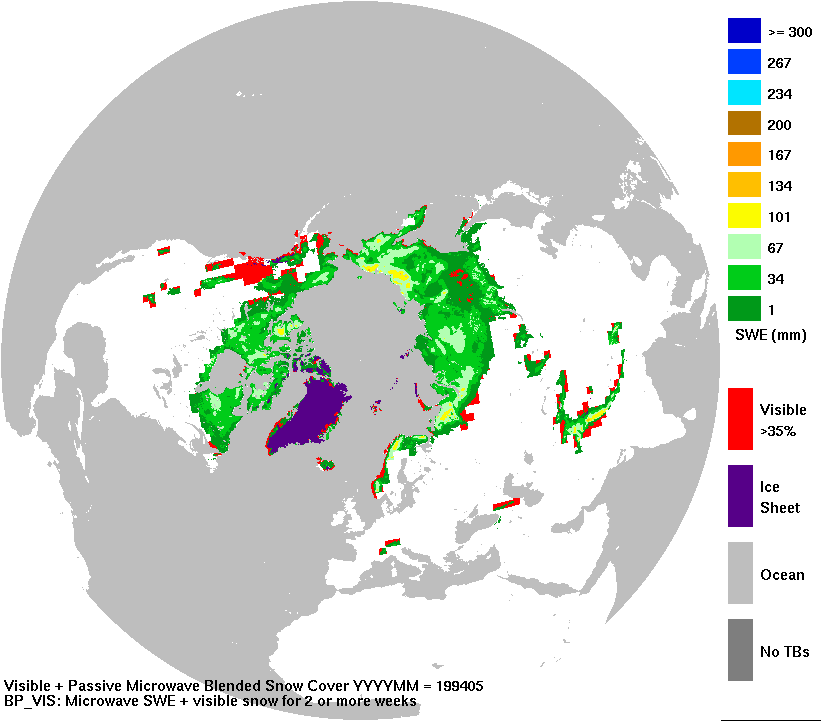 >= 300
267
234
200
167
134
101
67
34
1
SWE (mm)
Visible
>35%
Ice
Sheet
Ocean
No TBs
Visible + Passive Microwave Blended Snow Cover YYYYMM = 199405
BP_VIS: Microwave SWE + visible snow for 2 or more weeks